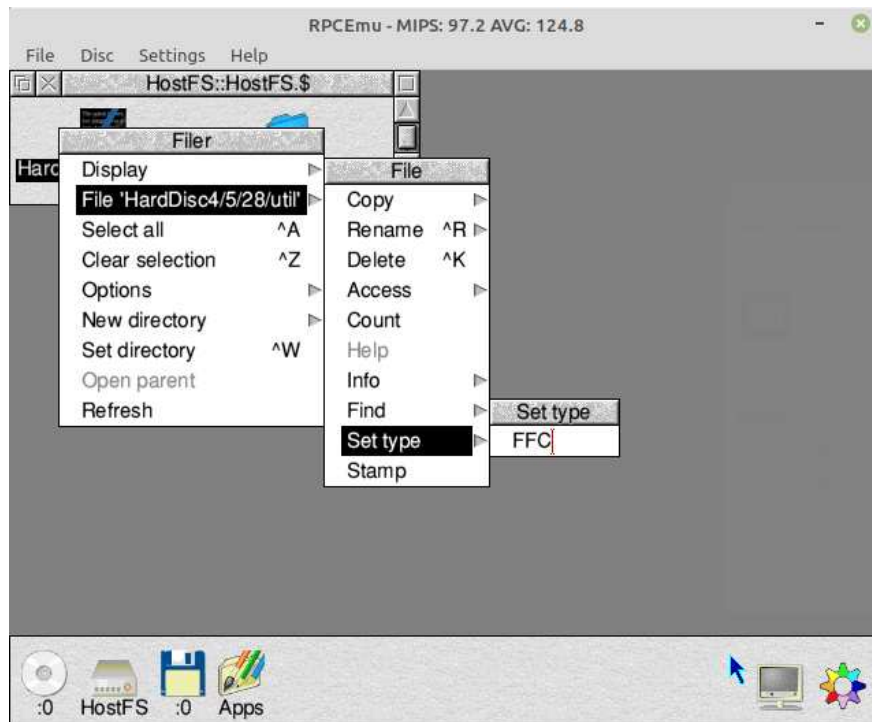 RPCEmu - MIPS: 97.2 AVG: 124.8
File Disc Settings Help
HostFS::HostFS.$
Filer
Hard
Display
File 'HardDisc4/5/28/util'
Select all ^A
Clear selection ^Z
Options
New directory
Set directory ^W
Open parent
Refresh
File
Copy
Rename ^R
Delete ^K
Access
Count
Help
Info
Find
Set type
Stamp
Set type
FFC
:0 HostFS :0 Apps